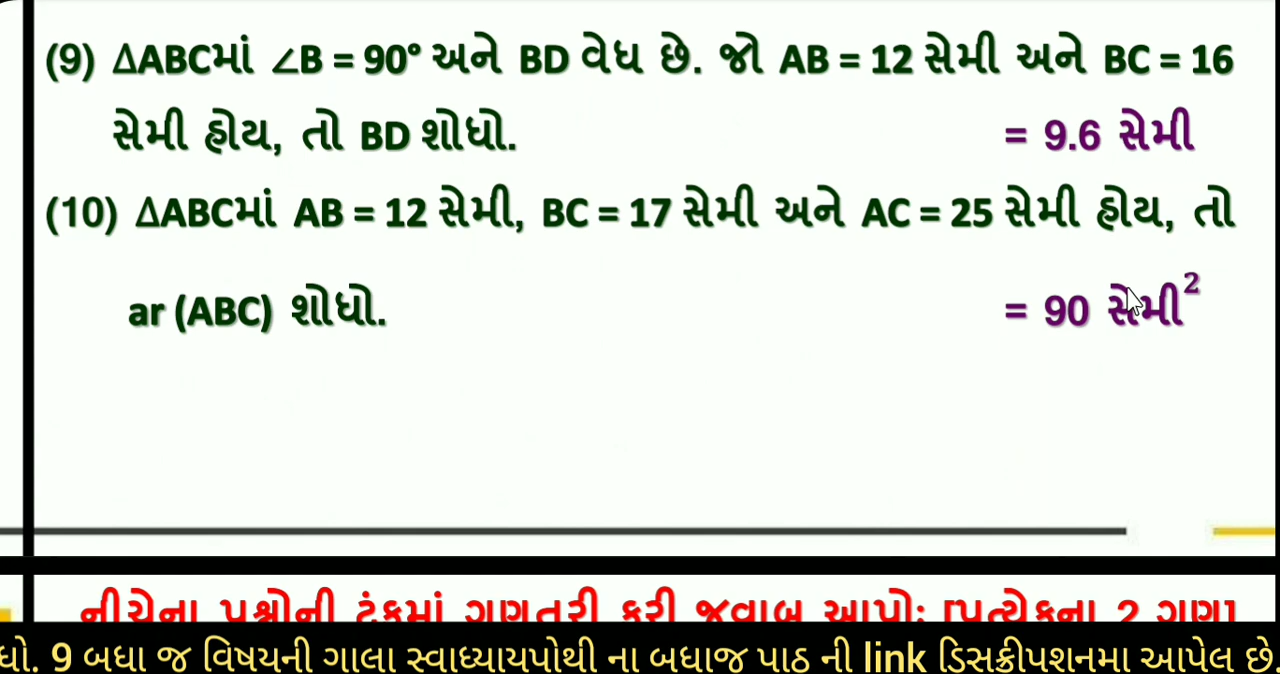 (9) ΔABCમાં ∠B = 90° અને BD વેધ છે. જો AB = 12 સેમી અને BC = 16
સેમી હોય, તો BD શોધો. = 9.6 સેમી
(10) ΔABCમાં AB = 12 સેમી, BC = 17 સેમી અને AC = 25 સેમી હોય, તો
ar (ABC) શોધો. = 90 સેમી²
નીચેના પ્રશ્નોની ટૂંકમાં ગણતરી કરી જવાબ આપો: [પ્રત્યેકના 2 ગુણ]
ધો. 9 બધા જ વિષયની ગાલા સ્વાધ્યાયપોથી ના બધાજ પાઠ ની link ડિસક્રીપશનમા આપેલ છે.